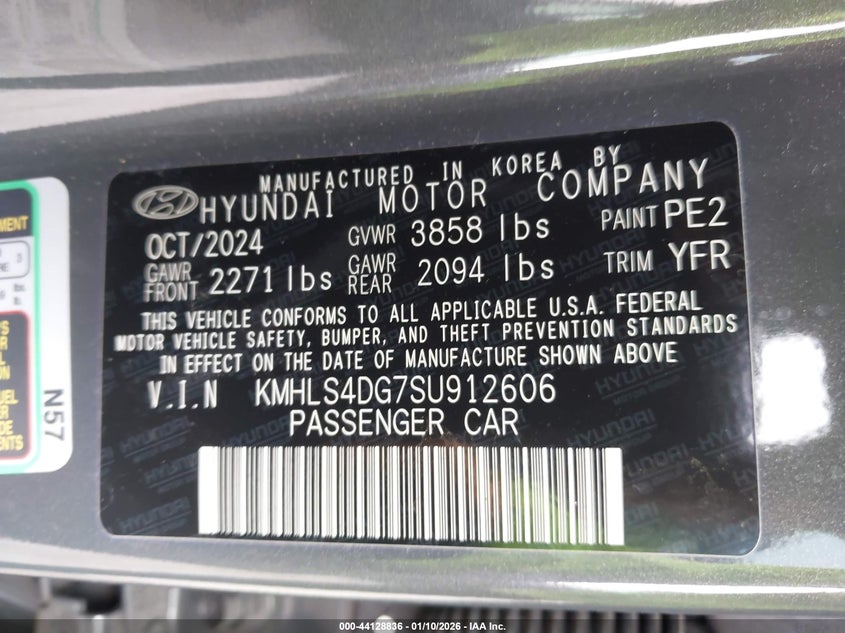 MANUFACTURED IN KOREA BY
HYUNDAI MOTOR COMPANY
OCT/2024 GVWR 3858 lbs PAINT PE2
GAWR FRONT 2271 lbs GAWR REAR 2094 lbs TRIM YFR
THIS VEHICLE CONFORMS TO ALL APPLICABLE U.S.A. FEDERAL
MOTOR VEHICLE SAFETY, BUMPER, AND THEFT PREVENTION STANDARDS
IN EFFECT ON THE DATE OF MANUFACTURE SHOWN ABOVE
V.I.N KMHLS4DG7SU912606
PASSENGER CAR
N57
000-44128836 - 01/10/2026 - IAA Inc.